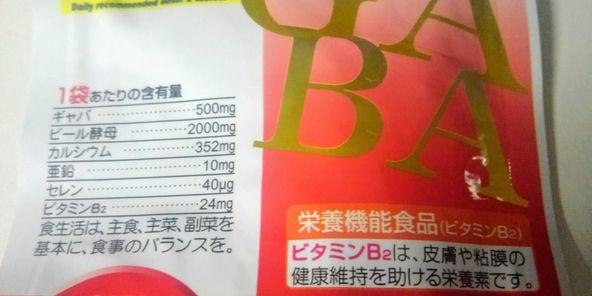 Daily recommended dose:
GABA
1袋あたりの含有量
ギャバ 500mg
ビール酵母 2000mg
カルシウム 352mg
亜鉛 10mg
セレン 40μg
ビタミンB2 24mg
食生活は、主食、主菜、副菜を
基本に、食事のバランスを。
栄養機能食品(ビタミンB2)
ビタミンB2は、皮膚や粘膜の
健康維持を助ける栄養素です。